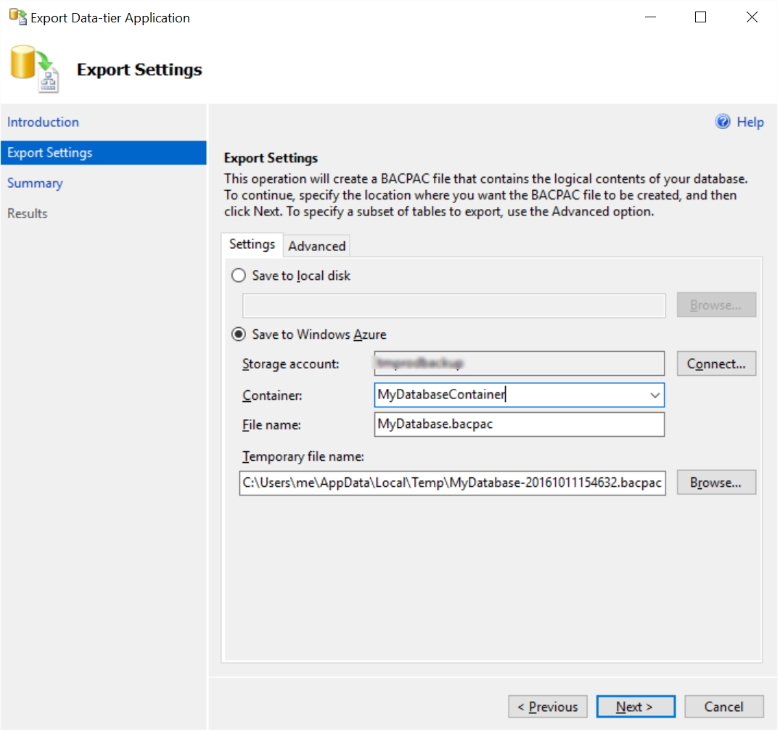 Export Data-tier Application
Export Settings
Introduction
Export Settings
Summary
Results
Help
Export Settings
This operation will create a BACPAC file that contains the logical contents of your database.
To continue, specify the location where you want the BACPAC file to be created, and then
click Next. To specify a subset of tables to export, use the Advanced option.
Settings
Advanced
Save to local disk
Browse...
Save to Windows Azure
Storage account:
Connect...
Container:
MyDatabaseContainer
File name:
MyDatabase.bacpac
Temporary file name:
C:\Users\me\AppData\Local\Temp\MyDatabase-20161011154632.bacpac
Browse...
< Previous
Next >
Cancel